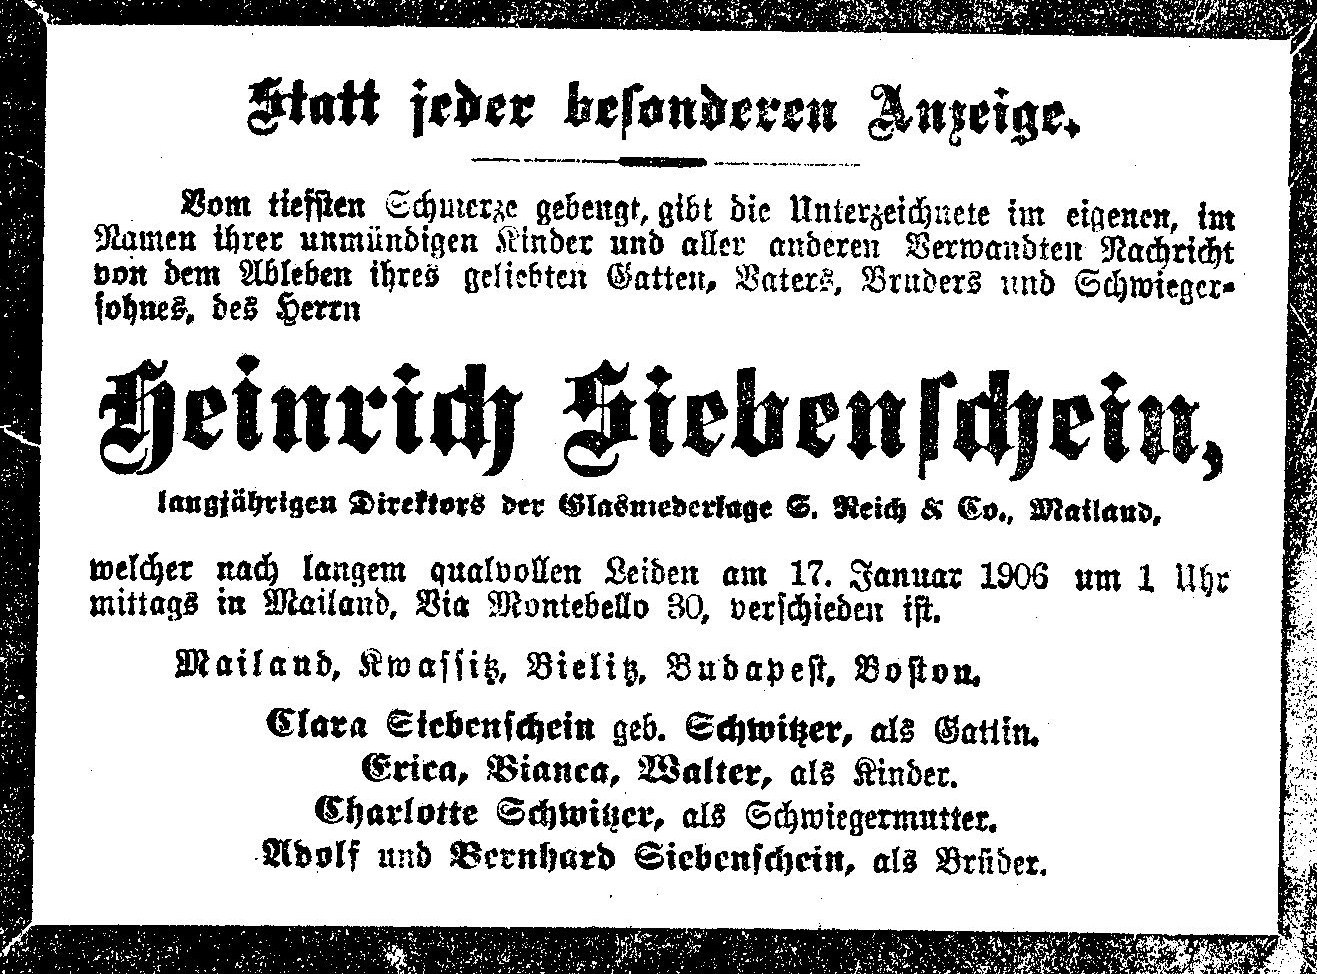 Statt jeder besonderen Anzeige.
Vom tiefsten Schmerze gebeugt, gibt die Unterzeichnete im eigenen, im
Namen ihrer unmündigen Kinder und aller anderen Verwandten Nachricht
von dem Ableben ihres geliebten Gatten, Vaters, Bruders und Schwieger-
sohnes, des Herrn
Heinrich Siebenschein,
langjährigen Direktors der Glasniederlage S. Reich & Co., Mailand,
welcher nach langem qualvollen Leiden am 17. Januar 1906 um 1 Uhr
mittags in Mailand, Via Montebello 30, verschieden ist.
Mailand, Kwassitz, Bielitz, Budapest, Boston.
Clara Siebenschein geb. Schwitzer, als Gattin.
Erica, Bianca, Walter, als Kinder.
Charlotte Schwitzer, als Schwiegermutter.
Adolf und Bernhard Siebenschein, als Brüder.